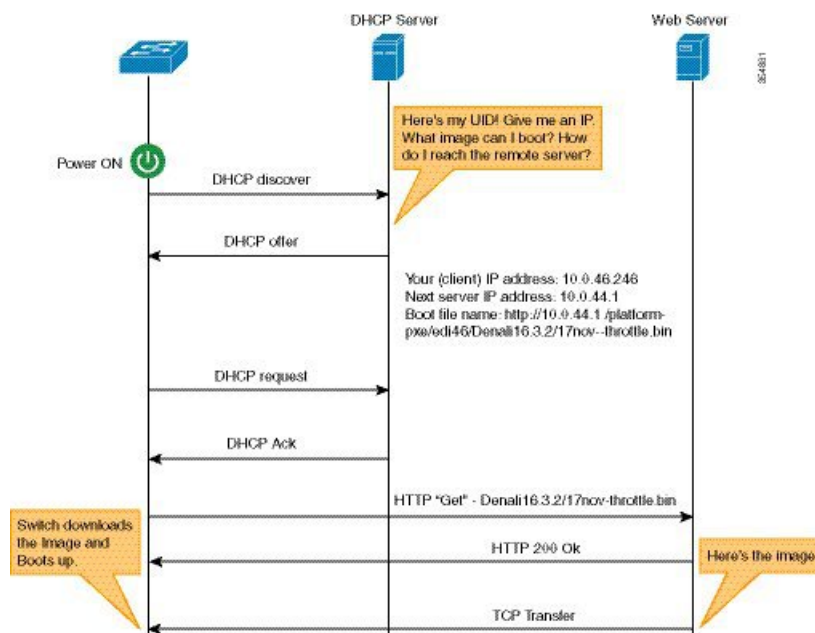 DHCP Server
Web Server
354881
Here's my UID! Give me an IP.
What image can I boot? How
do I reach the remote server?
Power ON
DHCP discover
DHCP offer
Your (client) IP address: 10.0.46.246
Next server IP address: 10.0.44.1
Boot file name: http://10.0.44.1 /platform-
pxe/edi46/Denali16.3.2/17nov--throttle.bin
DHCP request
DHCP Ack
HTTP "Get" - Denali16.3.2/17nov-throttle.bin
Switch downloads
the Image and
Boots up.
HTTP 200 Ok
Here's the image
TCP Transfer